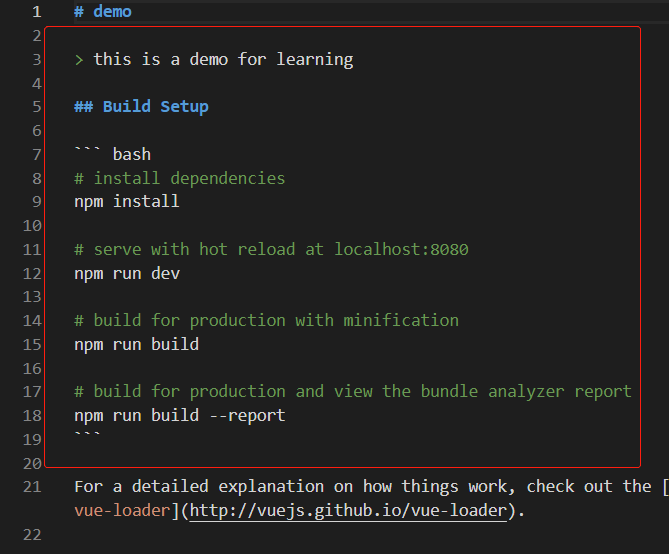 1 # demo
2
3 > this is a demo for learning
4
5 ## Build Setup
6
7 ``` bash
8 # install dependencies
9 npm install
10
11 # serve with hot reload at localhost:8080
12 npm run dev
13
14 # build for production with minification
15 npm run build
16
17 # build for production and view the bundle analyzer report
18 npm run build --report
19 ```
20
21 For a detailed explanation on how things work, check out the [
vue-loader](http://vuejs.github.io/vue-loader).
22